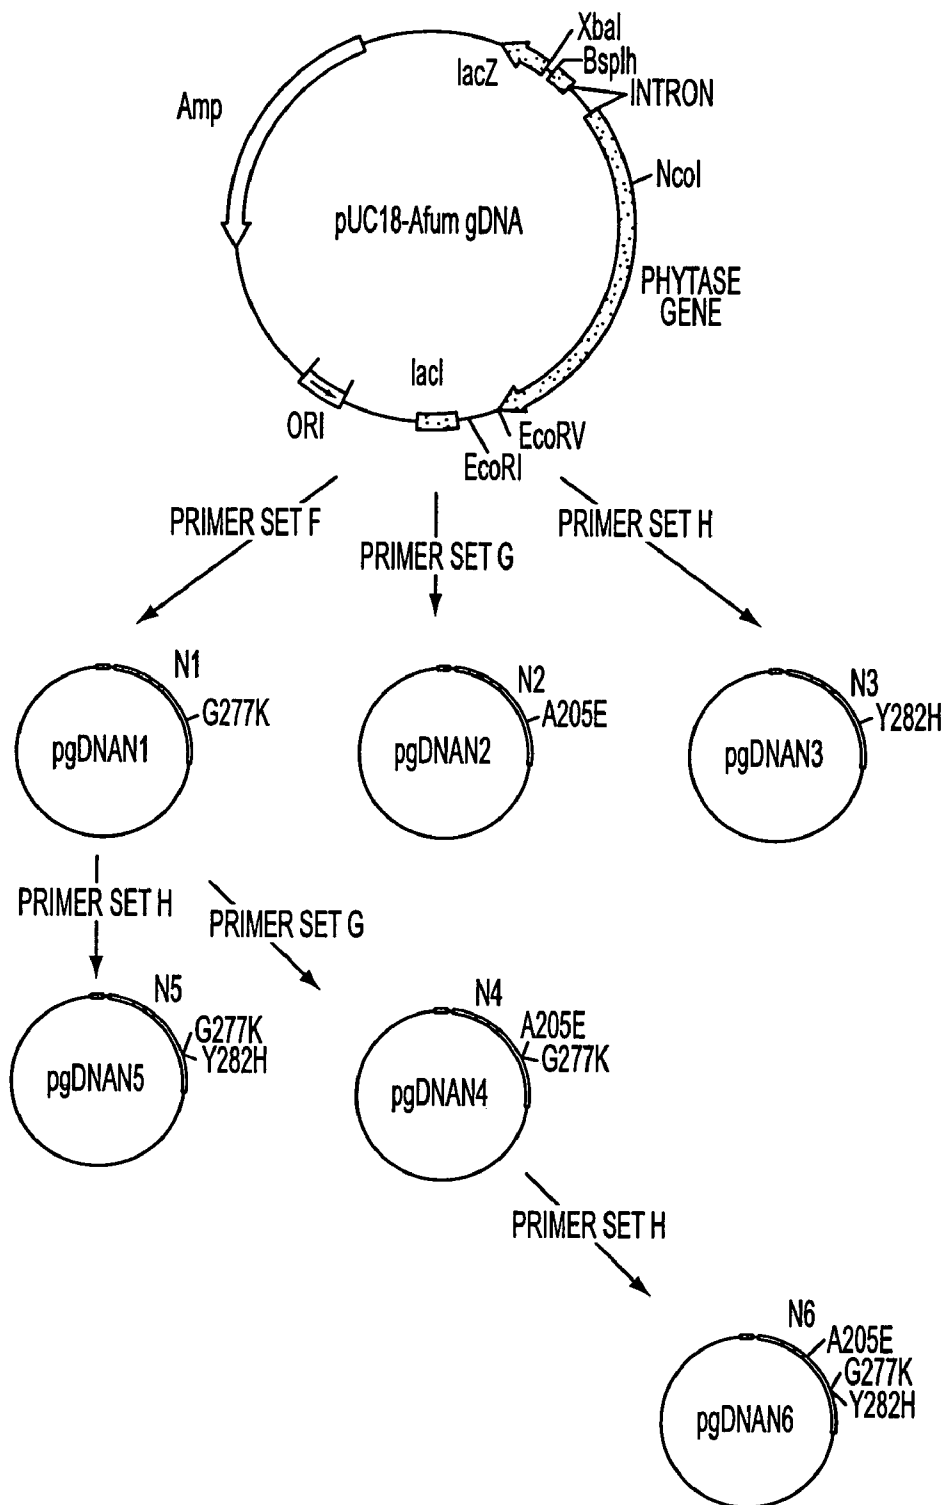 XbaI
BspIh
lacZ
INTRON
Amp
NcoI
pUC18-Afum gDNA
PHYTASE
GENE
lacI
ORI
EcoRV
EcoRI
PRIMER SET F
PRIMER SET G
PRIMER SET H
N1
G277K
pgDNAN1
N2
A205E
pgDNAN2
N3
Y282H
pgDNAN3
PRIMER SET H
PRIMER SET G
N5
G277K
Y282H
pgDNAN5
N4
A205E
G277K
pgDNAN4
PRIMER SET H
N6
A205E
G277K
Y282H
pgDNAN6